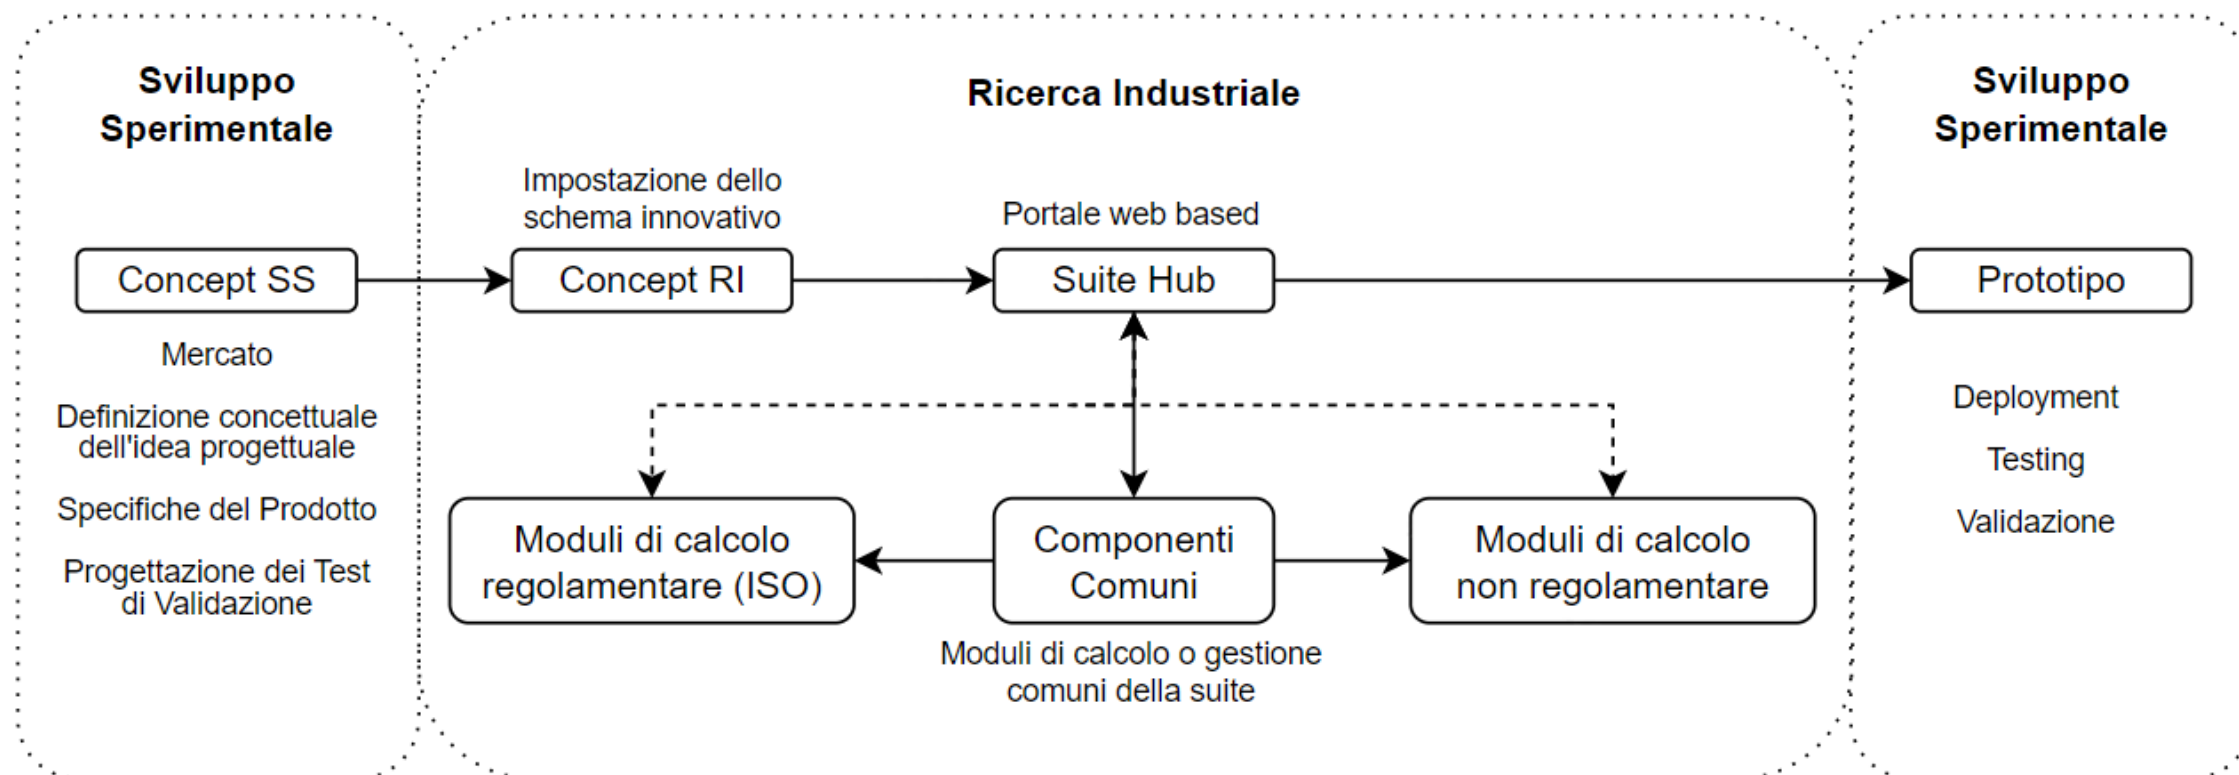 Sviluppo
Sperimentale
Concept SS
Mercato
Definizione concettuale
dell'idea progettuale
Specifiche del Prodotto
Progettazione dei Test
di Validazione
Ricerca Industriale
Impostazione dello
schema innovativo
Concept RI
Portale web based
Suite Hub
Moduli di calcolo
regolamentare (ISO)
Componenti
Comuni
Moduli di calcolo o gestione
comuni della suite
Moduli di calcolo
non regolamentare
Sviluppo
Sperimentale
Prototipo
Deployment
Testing
Validazione